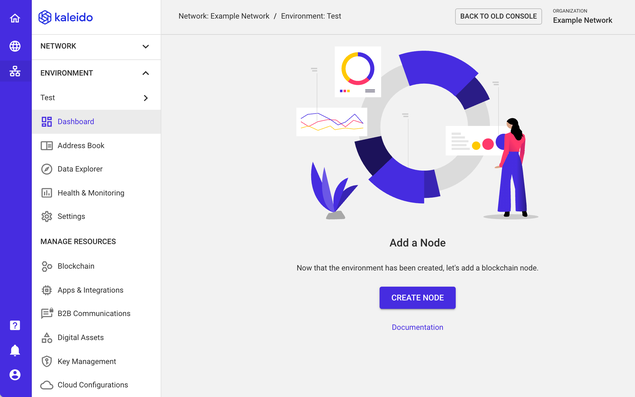 kaleido
Network: Example Network / Environment: Test
BACK TO OLD CONSOLE
ORGANIZATION
Example Network
NETWORK
ENVIRONMENT
Test
Dashboard
Address Book
Data Explorer
Health & Monitoring
Settings
MANAGE RESOURCES
Blockchain
Apps & Integrations
B2B Communications
Digital Assets
Key Management
Cloud Configurations
Add a Node
Now that the environment has been created, let's add a blockchain node.
CREATE NODE
Documentation